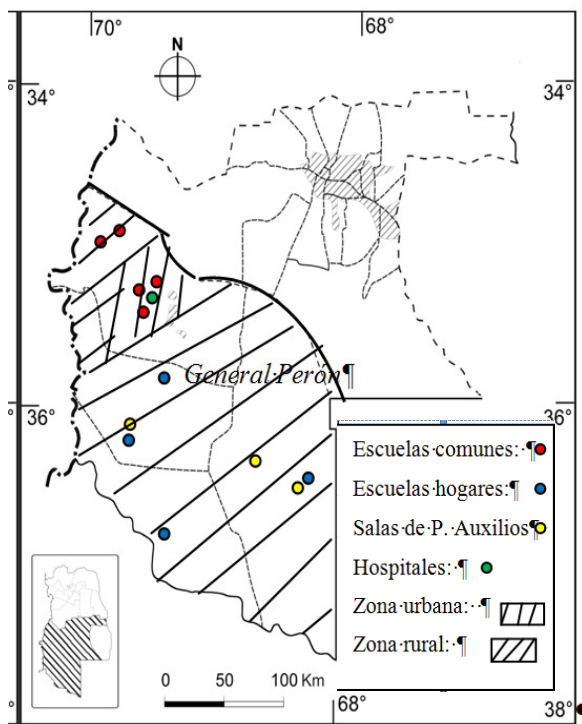 70° 68°
N
34° 34°
General·Perón¶
36° 36°
Escuelas·comunes:·¶
Escuelas·hogares:·¶
Salas·de·P.·Auxilios¶
Hospitales:·¶
Zona·urbana:··¶
Zona·rural:·¶
0 50 100 Km
68° 38°